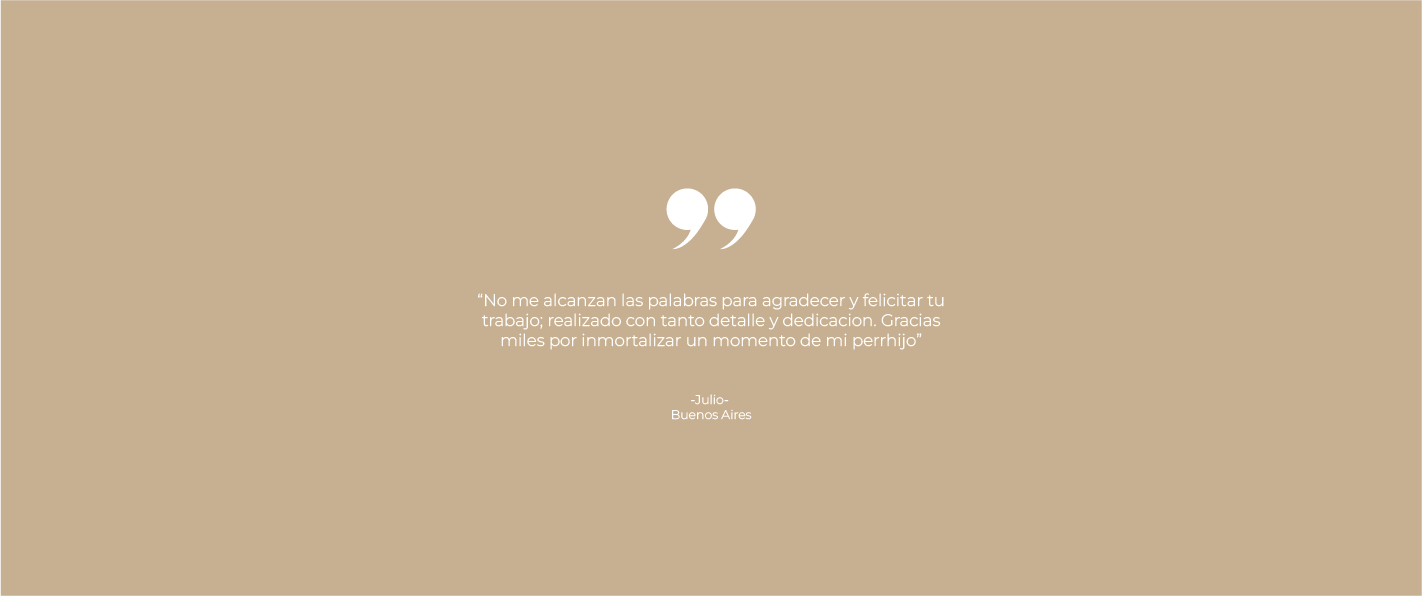 ”
“No me alcanzan las palabras para agradecer y felicitar tu
trabajo; realizado con tanto detalle y dedicacion. Gracias
miles por inmortalizar un momento de mi perrhijo”
-Julio-
Buenos Aires